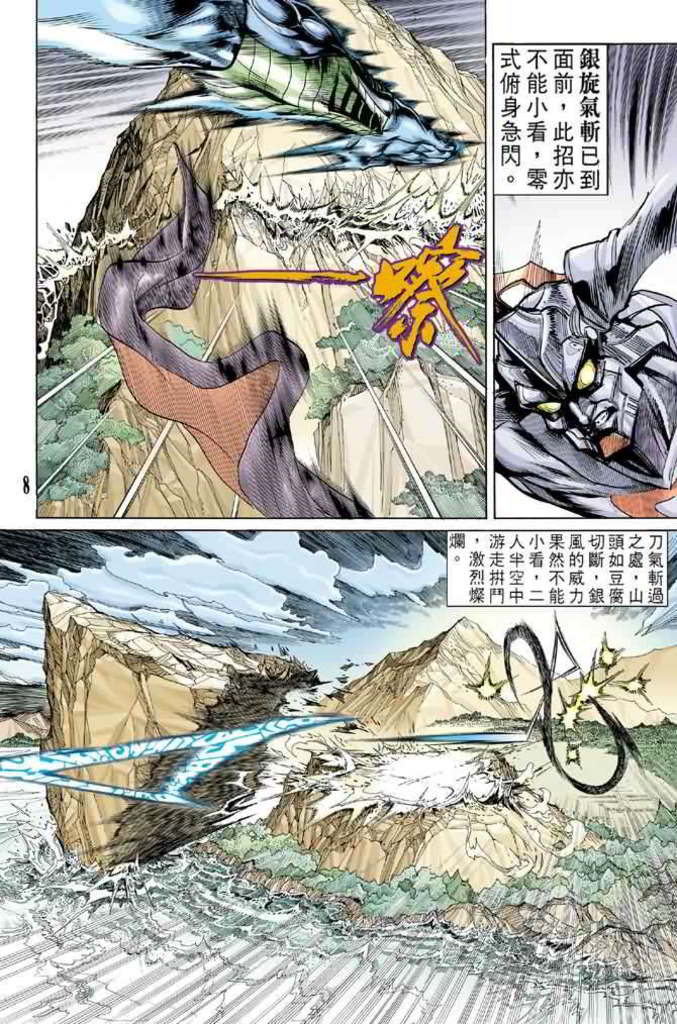 銀旋氣斬已到
面前，此招亦
不能小看，零
式俯身急閃。
嚓
8
刀氣斬過
之處，山
頭如豆腐
切斷，銀
風的威力
果然不能
小看，二
人半空中
游走拚鬥
，激烈燦
爛。